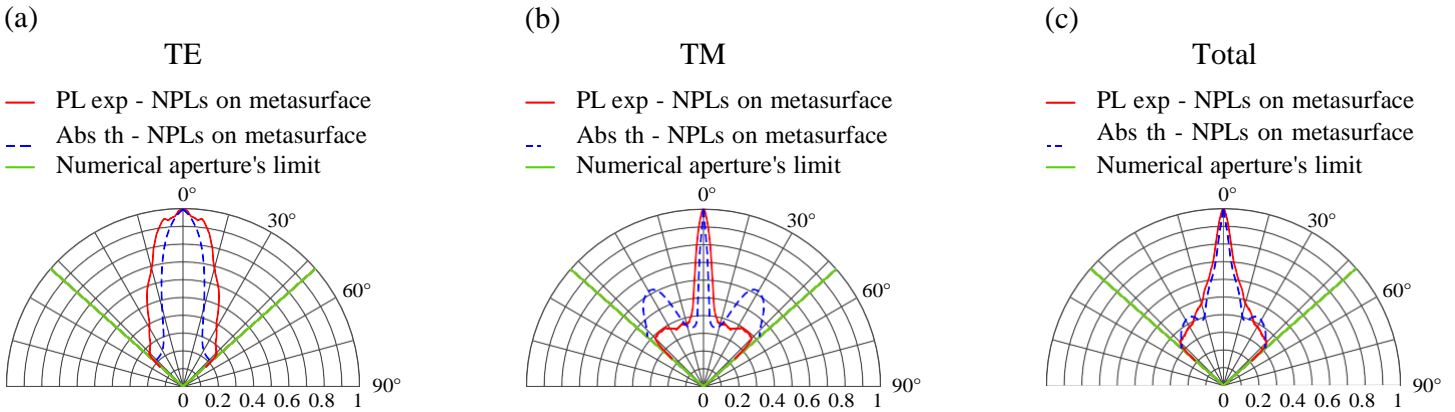 (a)
TE
PL exp - NPLs on metasurface
Abs th - NPLs on metasurface
Numerical aperture's limit
0°
30°
60°
90°
0 0.2 0.4 0.6 0.8 1
(b)
TM
PL exp - NPLs on metasurface
Abs th - NPLs on metasurface
Numerical aperture's limit
0°
30°
60°
90°
0 0.2 0.4 0.6 0.8 1
(c)
Total
PL exp - NPLs on metasurface
Abs th - NPLs on metasurface
Numerical aperture's limit
0°
30°
60°
90°
0 0.2 0.4 0.6 0.8 1